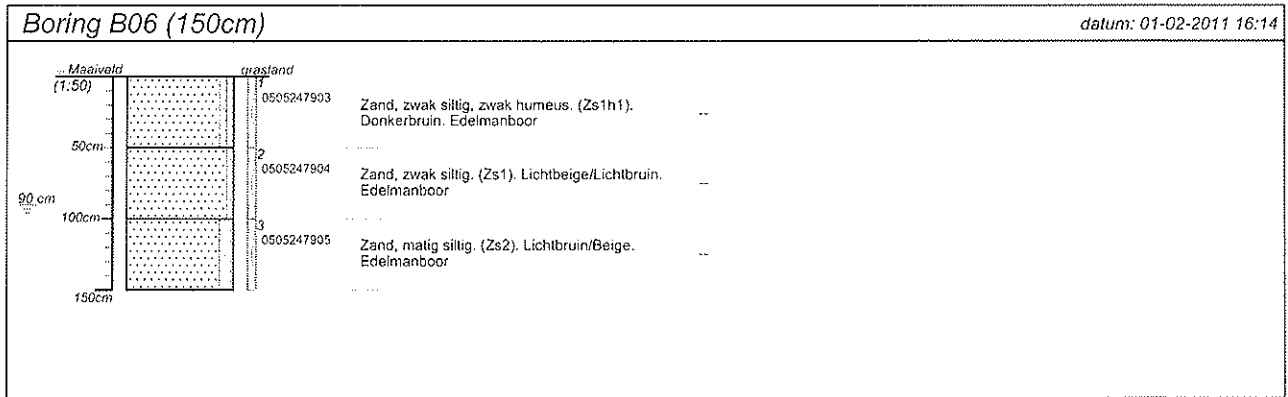 Boring B06 (150cm)
datum: 01-02-2011 16:14
Maaiveld
grasland
(1:50)
1
0505247903
Zand, zwak siltig, zwak humeus. (Zs1h1).
Donkerbruin. Edelmanboor
--
50cm
2
0505247904
Zand, zwak siltig. (Zs1). Lichtbeige/Lichtbruin.
Edelmanboor
--
90 cm
100cm
3
0505247905
Zand, matig siltig. (Zs2). Lichtbruin/Beige.
Edelmanboor
--
150cm